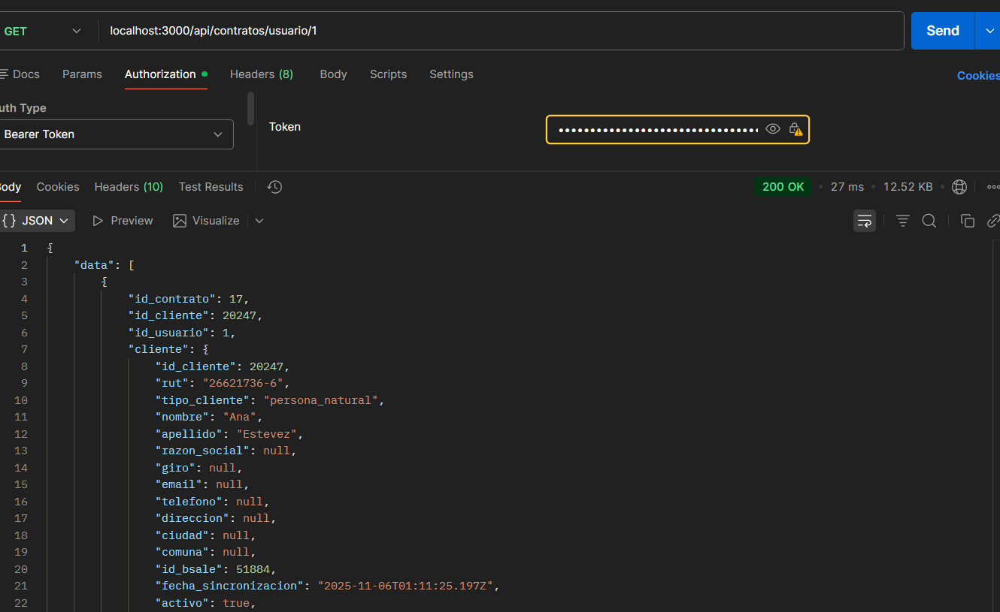 GET localhost:3000/api/contratos/usuario/1 Send
Docs Params Authorization Headers (8) Body Scripts Settings Cookies
uth Type
Bearer Token
Token
Body Cookies Headers (10) Test Results 200 OK • 27 ms • 12.52 KB
{} JSON Preview Visualize
1 {
2 "data": [
3 {
4 "id_contrato": 17,
5 "id_cliente": 20247,
6 "id_usuario": 1,
7 "cliente": {
8 "id_cliente": 20247,
9 "rut": "26621736-6",
10 "tipo_cliente": "persona_natural",
11 "nombre": "Ana",
12 "apellido": "Estevez",
13 "razon_social": null,
14 "giro": null,
15 "email": null,
16 "telefono": null,
17 "direccion": null,
18 "ciudad": null,
19 "comuna": null,
20 "id_bsale": 51884,
21 "fecha_sincronizacion": "2025-11-06T01:11:25.197Z",
22 "activo": true,